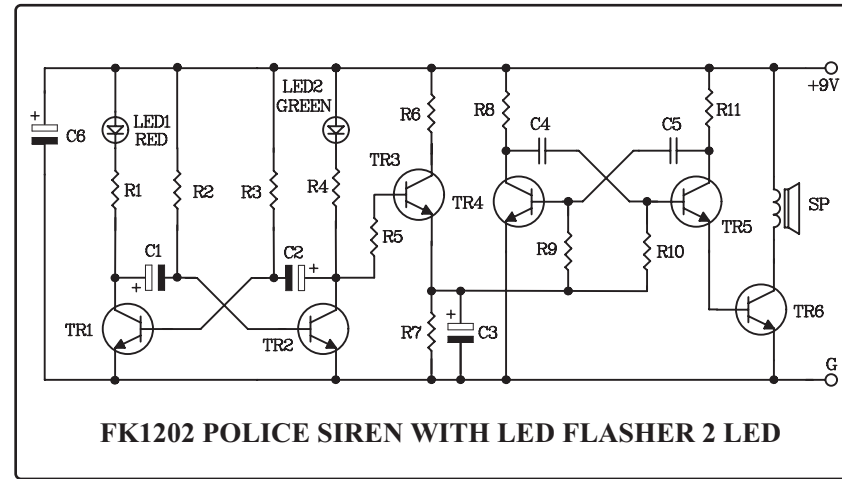 LED2
GREEN
+9V
LED1
RED
R6
R8
C4
C5
R11
C6
+
TR3
R1
R2
R3
R4
TR4
TR5
SP
R5
R9
R10
C1
C2
+
+
TR1
TR2
R7
+
C3
TR6
G
FK1202 POLICE SIREN WITH LED FLASHER 2 LED